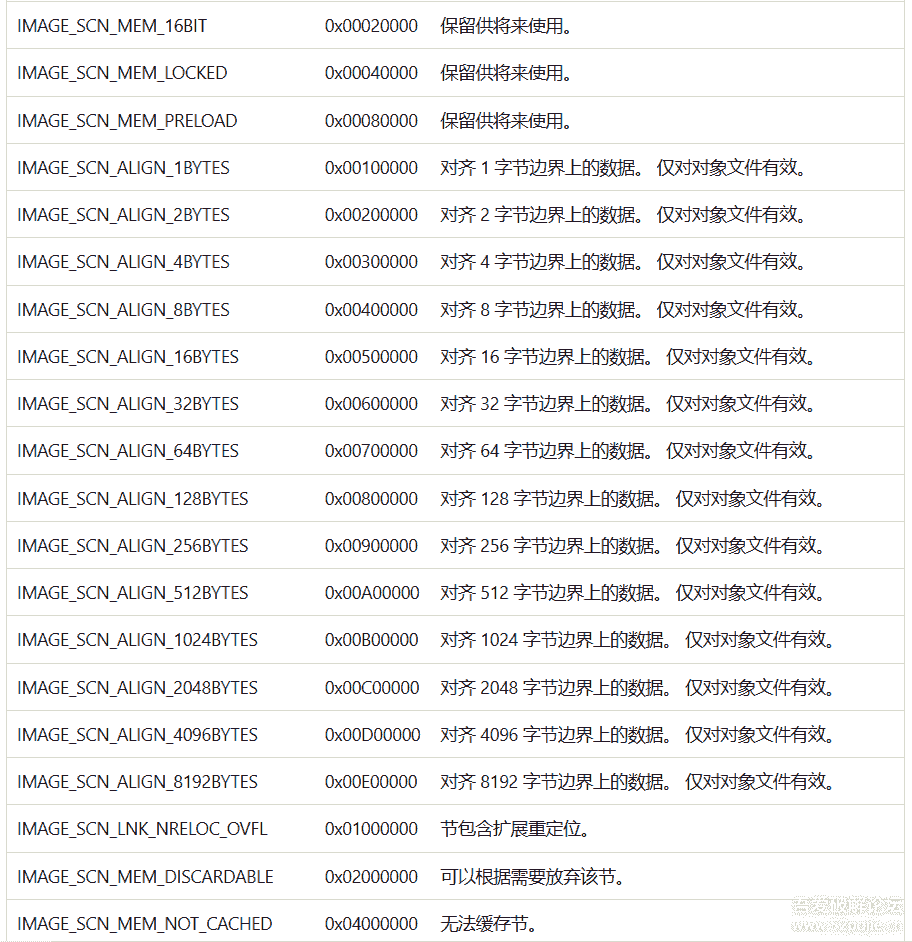 IMAGE_SCN_MEM_16BIT 0x00020000 保留供将来使用。
IMAGE_SCN_MEM_LOCKED 0x00040000 保留供将来使用。
IMAGE_SCN_MEM_PRELOAD 0x00080000 保留供将来使用。
IMAGE_SCN_ALIGN_1BYTES 0x00100000 对齐 1 字节边界上的数据。 仅对对象文件有效。
IMAGE_SCN_ALIGN_2BYTES 0x00200000 对齐 2 字节边界上的数据。 仅对对象文件有效。
IMAGE_SCN_ALIGN_4BYTES 0x00300000 对齐 4 字节边界上的数据。 仅对对象文件有效。
IMAGE_SCN_ALIGN_8BYTES 0x00400000 对齐 8 字节边界上的数据。 仅对对象文件有效。
IMAGE_SCN_ALIGN_16BYTES 0x00500000 对齐 16 字节边界上的数据。 仅对对象文件有效。
IMAGE_SCN_ALIGN_32BYTES 0x00600000 对齐 32 字节边界上的数据。 仅对对象文件有效。
IMAGE_SCN_ALIGN_64BYTES 0x00700000 对齐 64 字节边界上的数据。 仅对对象文件有效。
IMAGE_SCN_ALIGN_128BYTES 0x00800000 对齐 128 字节边界上的数据。 仅对对象文件有效。
IMAGE_SCN_ALIGN_256BYTES 0x00900000 对齐 256 字节边界上的数据。 仅对对象文件有效。
IMAGE_SCN_ALIGN_512BYTES 0x00A00000 对齐 512 字节边界上的数据。 仅对对象文件有效。
IMAGE_SCN_ALIGN_1024BYTES 0x00B00000 对齐 1024 字节边界上的数据。 仅对对象文件有效。
IMAGE_SCN_ALIGN_2048BYTES 0x00C00000 对齐 2048 字节边界上的数据。 仅对对象文件有效。
IMAGE_SCN_ALIGN_4096BYTES 0x00D00000 对齐 4096 字节边界上的数据。 仅对对象文件有效。
IMAGE_SCN_ALIGN_8192BYTES 0x00E00000 对齐 8192 字节边界上的数据。 仅对对象文件有效。
IMAGE_SCN_LNK_NRELOC_OVFL 0x01000000 节包含扩展重定位。
IMAGE_SCN_MEM_DISCARDABLE 0x02000000 可以根据需要放弃该节。
IMAGE_SCN_MEM_NOT_CACHED 0x04000000 无法缓存节。
吾爱破解论坛
www.52pojie.cn